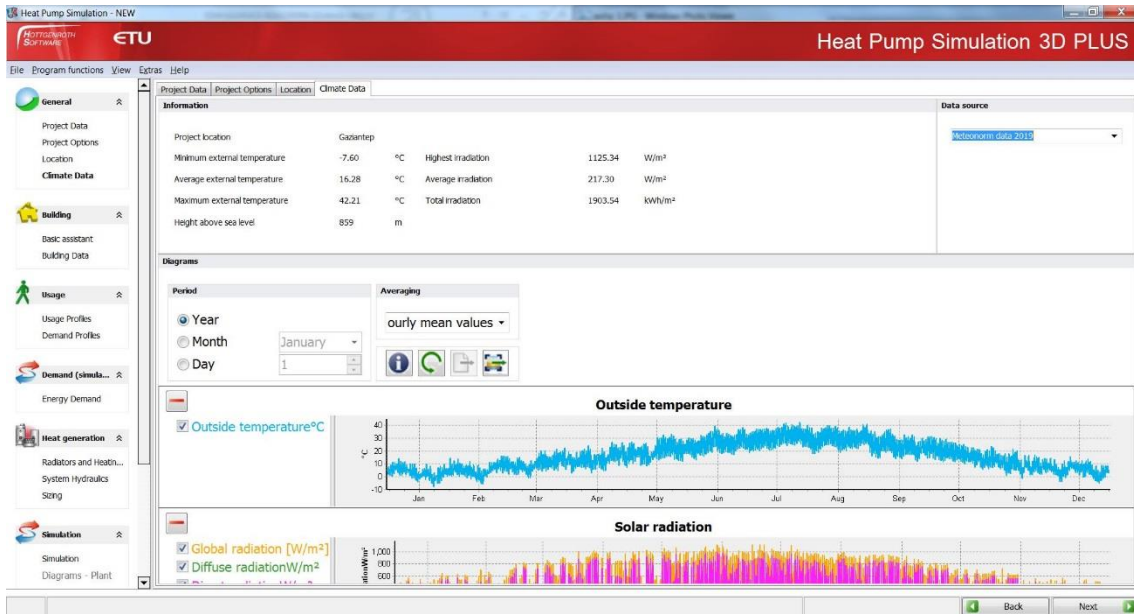 Heat Pump Simulation - NEW
HOTTGENROTH
SOFTWARE
ETU
Heat Pump Simulation 3D PLUS
File Program functions View Extras Help
General
Project Data
Project Options
Location
Climate Data
Building
Basic assistant
Building Data
Usage
Usage Profiles
Demand Profiles
Demand (simula...
Energy Demand
Heat generation
Radiators and Heatin...
System Hydraulics
Sizing
Simulation
Simulation
Diagrams - Plant
Project Data Project Options Location Climate Data
Information
Data source
Project location Gaziantep
Meteonorm data 2019
Minimum external temperature -7.60 °C Highest irradiation 1125.34 W/m²
Average external temperature 16.28 °C Average irradiation 217.30 W/m²
Maximum external temperature 42.21 °C Total irradiation 1903.54 kWh/m²
Height above sea level 859 m
Diagrams
Period
Averaging
Year
ourly mean values
Month January
Day 1
Outside temperature
Outside temperature°C
°C
40
30
20
10
0
-10
Jan Feb Mar Apr May Jun Jul Aug Sep Oct Nov Dec
Solar radiation
Global radiation [W/m²]
Diffuse radiationW/m²
1,000
800
600
Back Next